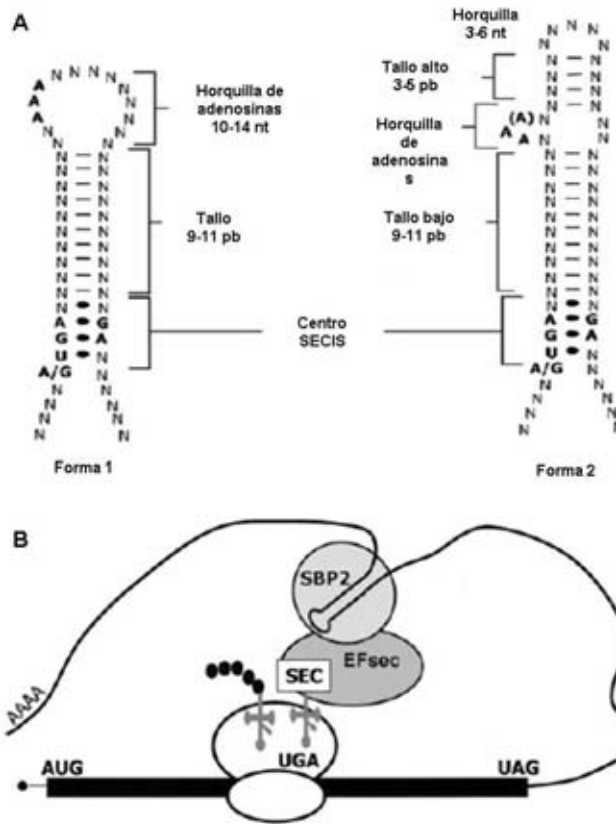 A
Horquilla de
adenosinas
10-14 nt
Tallo
9-11 pb
Horquilla
3-6 nt
Tallo alto
3-5 pb
Horquilla
de
adenosina
s
Tallo bajo
9-11 pb
Centro
SECIS
A
A
A
A
G
U
G
A
A/G
Forma 1
(A)
A A
A
G
U
G
A
A/G
Forma 2
B
SBP2
EFsec
SEC
AAAA
AUG
UGA
UAG